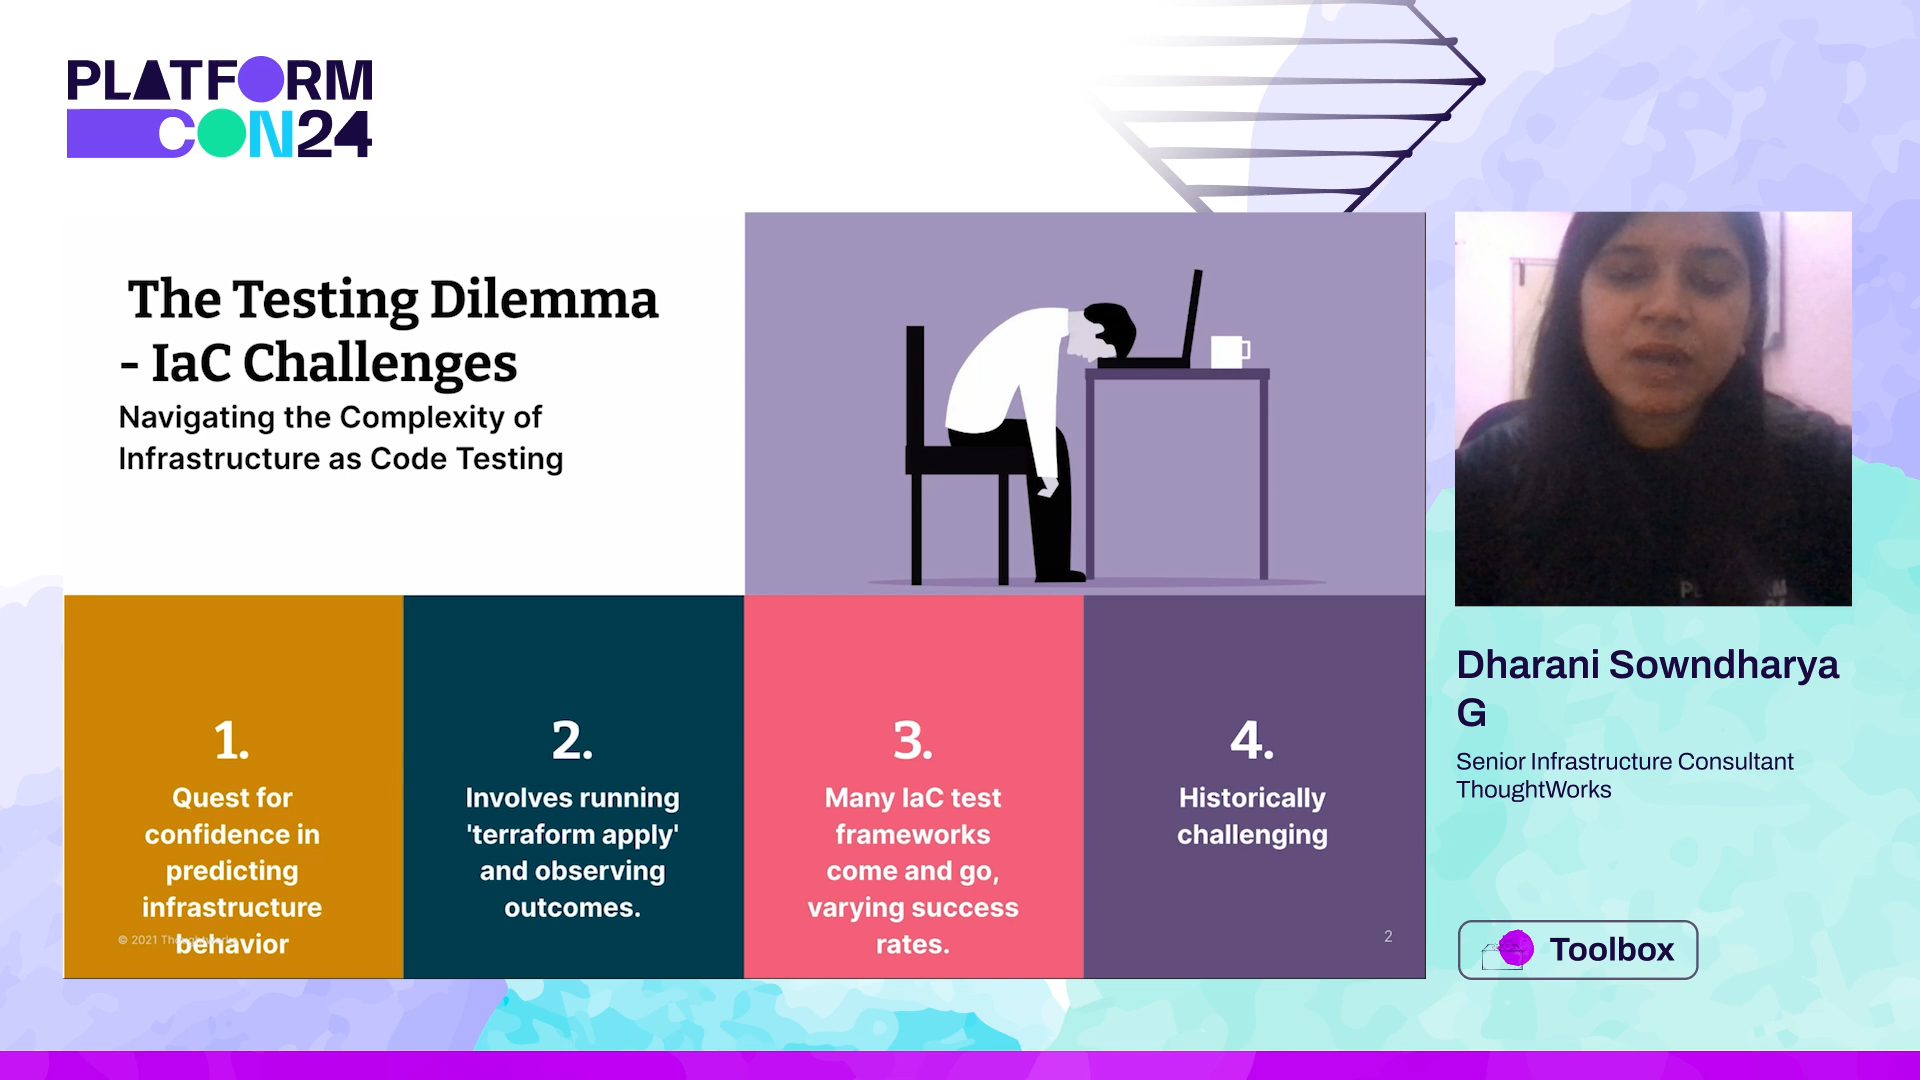 PLATFORM
CON24
The Testing Dilemma
- IaC Challenges
Navigating the Complexity of
Infrastructure as Code Testing
1.
Quest for
confidence in
predicting
infrastructure
behavior
© 2021 ThoughtWorks
2.
Involves running
'terraform apply'
and observing
outcomes.
3.
Many IaC test
frameworks
come and go,
varying success
rates.
4.
Historically
challenging
2
Dharani Sowndharya
G
Senior Infrastructure Consultant
ThoughtWorks
Toolbox